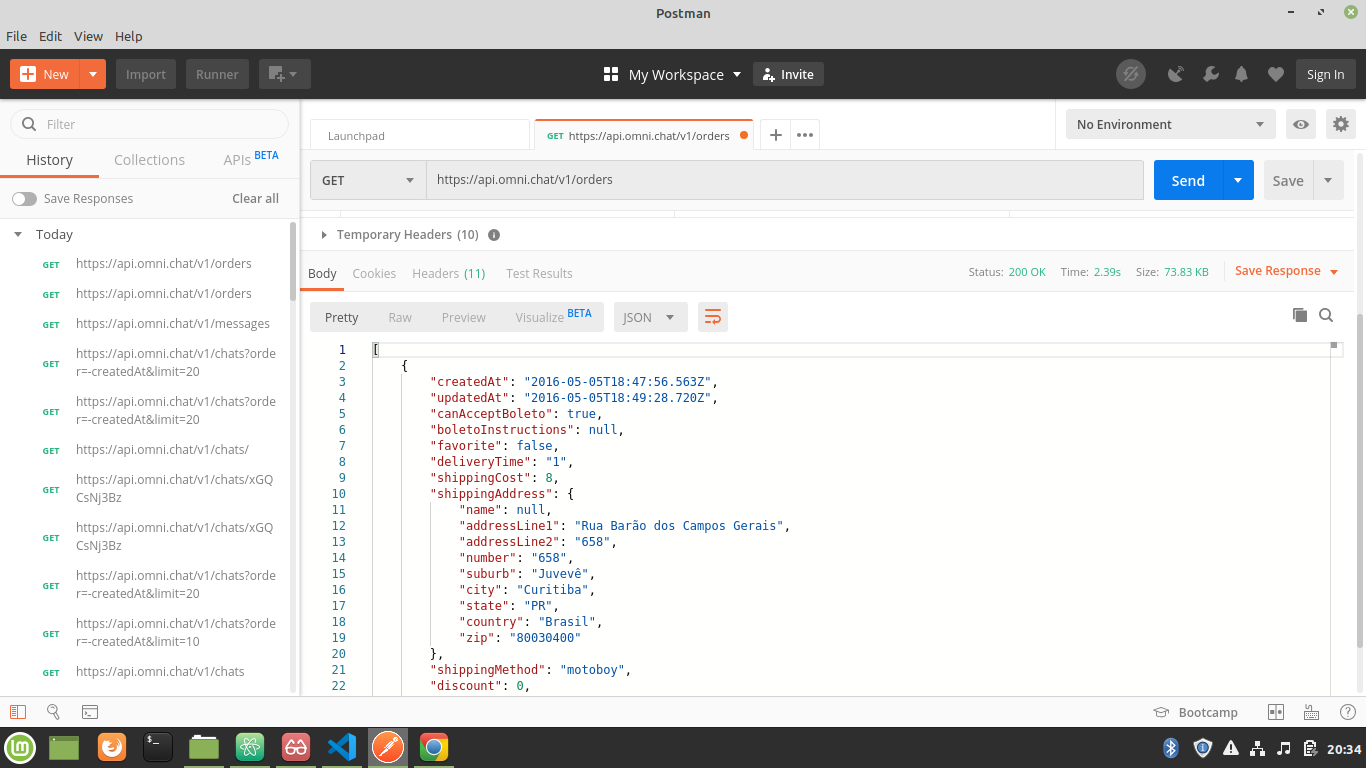 Postman
File Edit View Help
New Import Runner My Workspace Invite Sign In
Filter
History Collections APIs BETA
Save Responses Clear all
Today
GET https://api.omni.chat/v1/orders
GET https://api.omni.chat/v1/orders
GET https://api.omni.chat/v1/messages
GET https://api.omni.chat/v1/chats?orde
r=-createdAt&limit=20
GET https://api.omni.chat/v1/chats?orde
r=-createdAt&limit=20
GET https://api.omni.chat/v1/chats/
GET https://api.omni.chat/v1/chats/xGQ
CsNj3Bz
GET https://api.omni.chat/v1/chats/xGQ
CsNj3Bz
GET https://api.omni.chat/v1/chats?orde
r=-createdAt&limit=20
GET https://api.omni.chat/v1/chats?orde
r=-createdAt&limit=10
GET https://api.omni.chat/v1/chats
Launchpad GET https://api.omni.chat/v1/orders + ••• No Environment
GET https://api.omni.chat/v1/orders Send Save
Temporary Headers (10)
Body Cookies Headers (11) Test Results Status: 200 OK Time: 2.39s Size: 73.83 KB Save Response
Pretty Raw Preview Visualize BETA JSON
1 [
2 {
3 "createdAt": "2016-05-05T18:47:56.563Z",
4 "updatedAt": "2016-05-05T18:49:28.720Z",
5 "canAcceptBoleto": true,
6 "boletoInstructions": null,
7 "favorite": false,
8 "deliveryTime": "1",
9 "shippingCost": 8,
10 "shippingAddress": {
11 "name": null,
12 "addressLine1": "Rua Barão dos Campos Gerais",
13 "addressLine2": "658",
14 "number": "658",
15 "suburb": "Juvevê",
16 "city": "Curitiba",
17 "state": "PR",
18 "country": "Brasil",
19 "zip": "80030400"
20 },
21 "shippingMethod": "motoboy",
22 "discount": 0,
Bootcamp
20:34